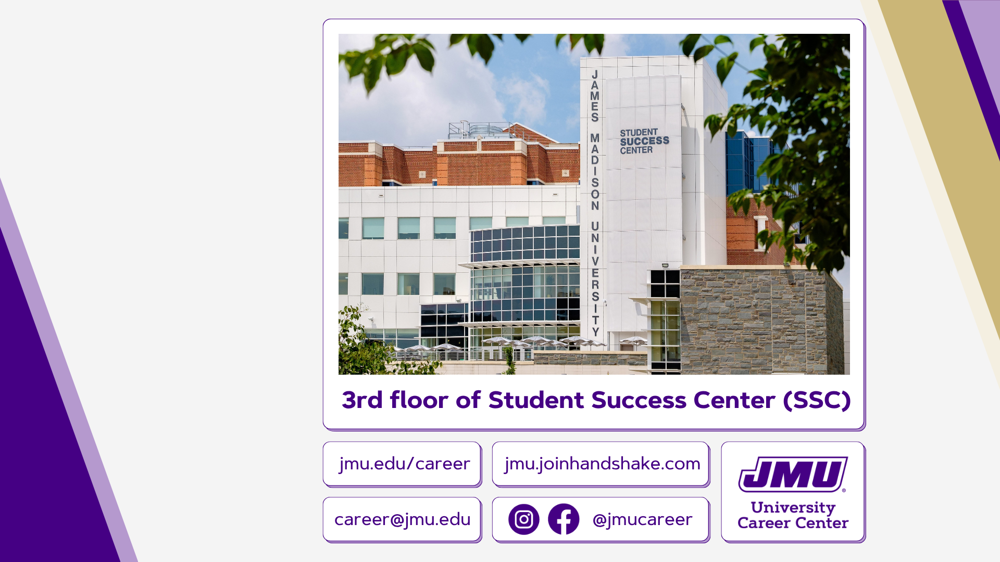 JAMES MADISON UNIVERSITY
STUDENT
SUCCESS
CENTER
3rd floor of Student Success Center (SSC)
jmu.edu/career
jmu.joinhandshake.com
career@jmu.edu
@jmucareer
JMU®
University
Career Center